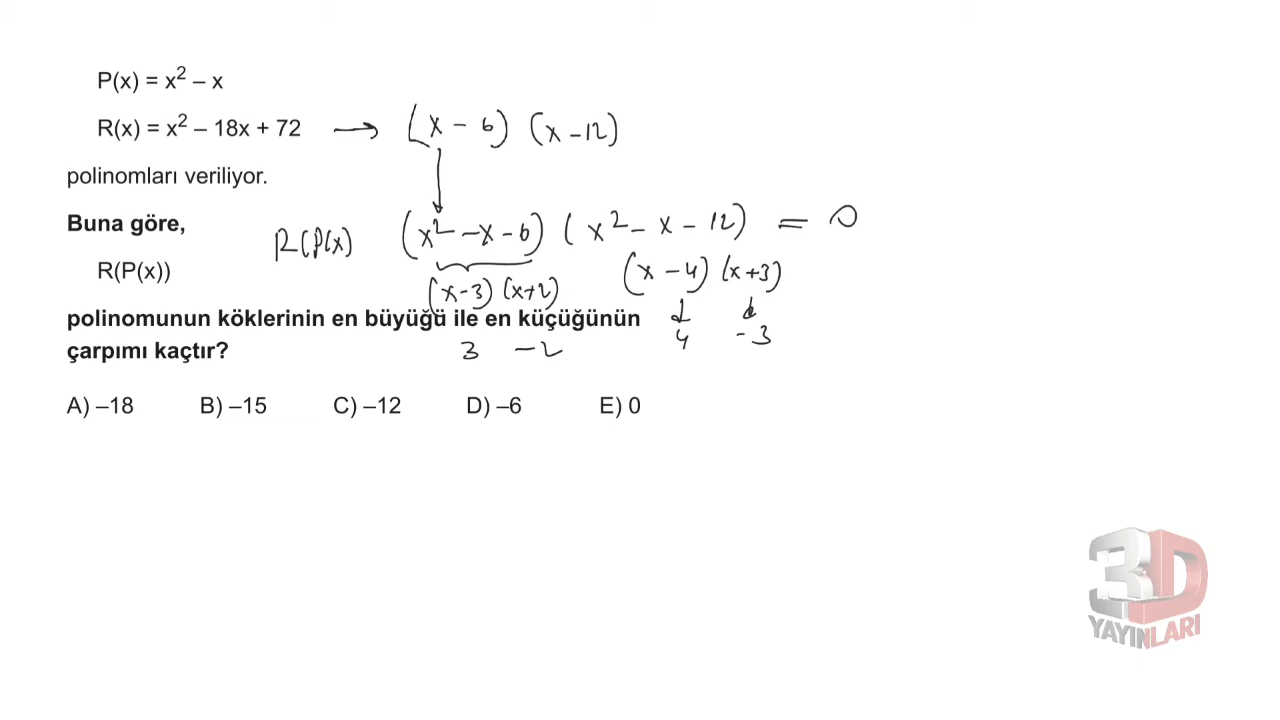 P(x) = x² – x
R(x) = x² – 18x + 72 → (x - 6) (x - 12)
polinomları veriliyor.
Buna göre,
R(P(x) (x² - x - 6) (x² - x - 12) = 0
R(P(x))
(x-3) (x+2) (x - 4) (x+3)
polinomunun köklerinin en büyüğü ile en küçüğünün
4 -3
çarpımı kaçtır?
3 -2
A) –18 B) –15 C) –12 D) –6 E) 0
3D
YAYINLARI